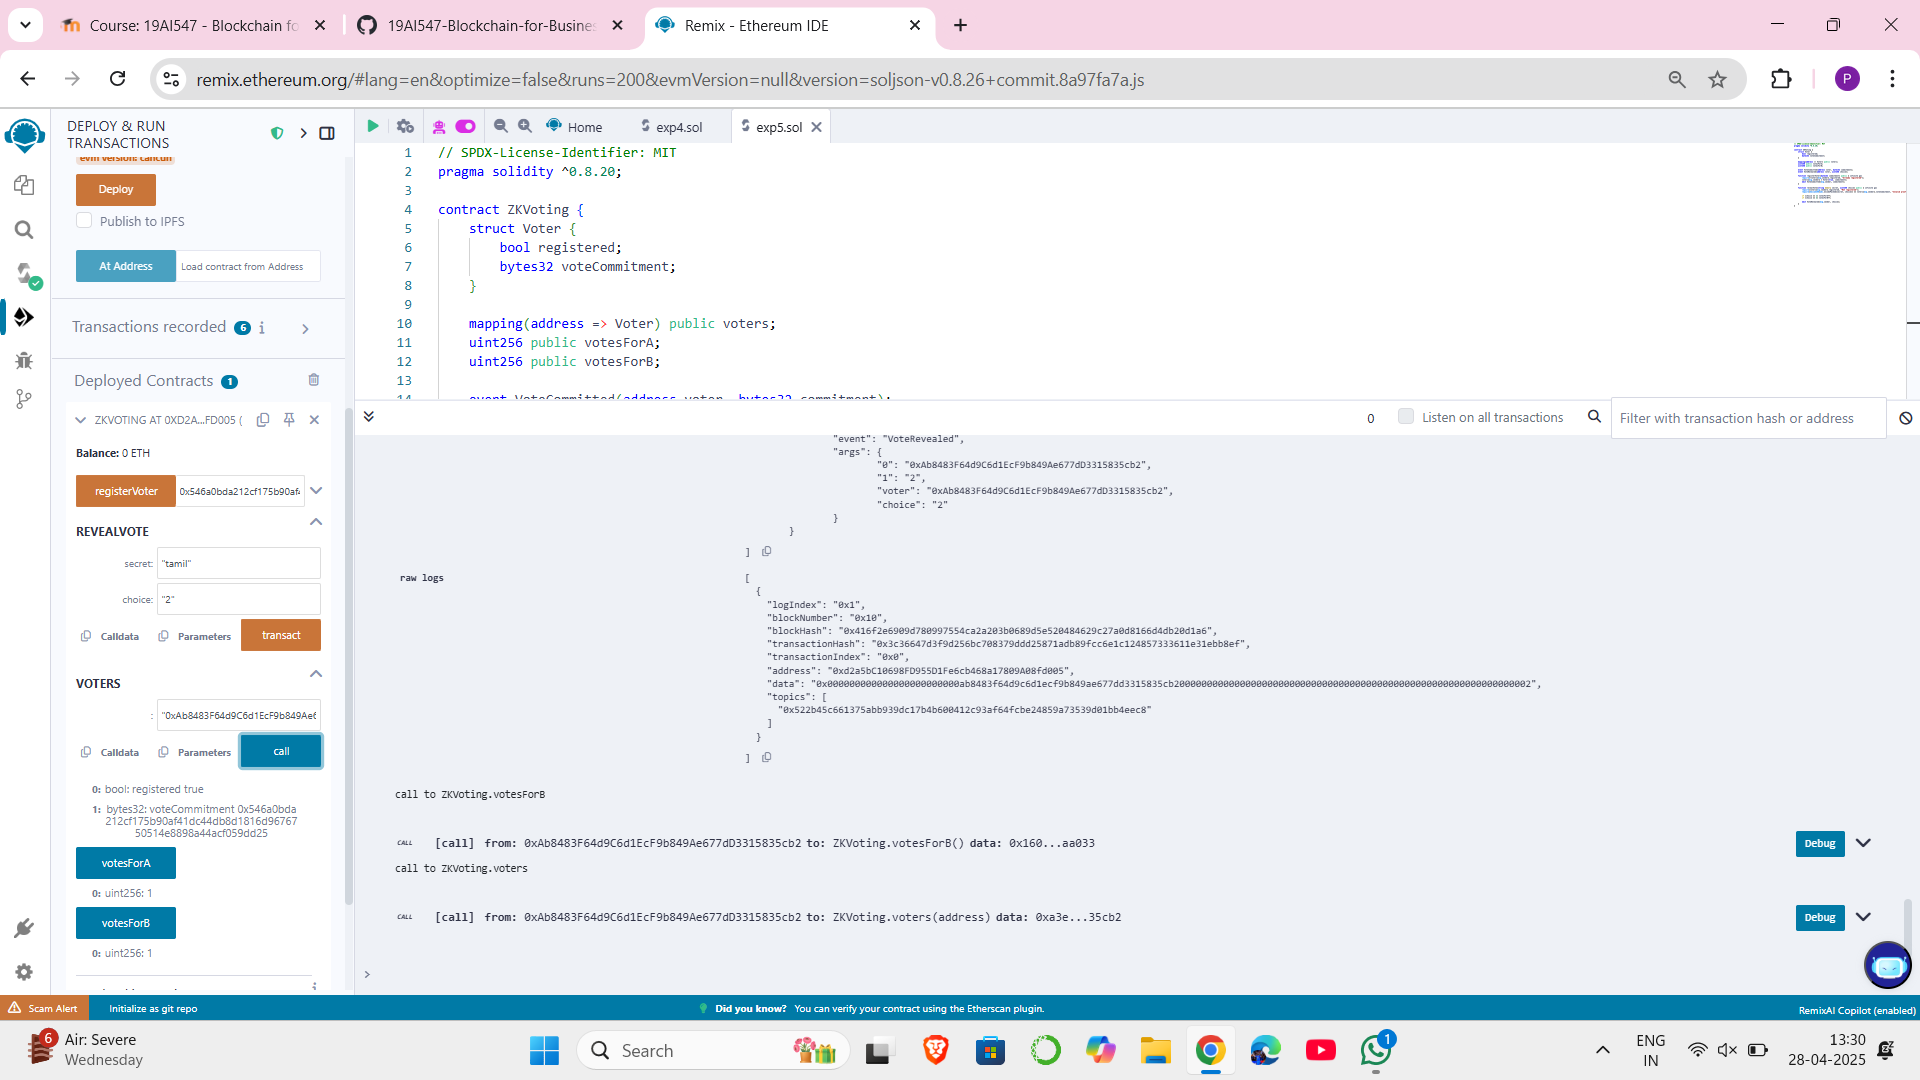 Course: 19AI547 - Blockchain fo
19AI547-Blockchain-for-Busines
Remix - Ethereum IDE
remix.ethereum.org/#lang=en&optimize=false&runs=200&evmVersion=null&version=soljson-v0.8.26+commit.8a97fa7a.js
P
DEPLOY & RUN
TRANSACTIONS
evm version: cancun
Deploy
Publish to IPFS
At Address
Load contract from Address
Transactions recorded 6 i
Deployed Contracts 1
ZKVOTING AT 0XD2A...FD005 (
Balance: 0 ETH
registerVoter
0x546a0bda212cf175b90af
REVEALVOTE
secret: "tamil"
choice: "2"
Calldata Parameters transact
VOTERS
: "0xAb8483F64d9C6d1EcF9b849Ae6
Calldata Parameters call
0: bool: registered true
1: bytes32: voteCommitment 0x546a0bda
212cf175b90af41dc44db8d1816d96767
50514e8898a44acf059dd25
votesForA
0: uint256: 1
votesForB
0: uint256: 1
Home
exp4.sol
exp5.sol
1 // SPDX-License-Identifier: MIT
2 pragma solidity ^0.8.20;
3
4 contract ZKVoting {
5 struct Voter {
6 bool registered;
7 bytes32 voteCommitment;
8 }
9
10 mapping(address => Voter) public voters;
11 uint256 public votesForA;
12 uint256 public votesForB;
13
14 event VoteCommitted(address voter, bytes32 commitment);
0
Listen on all transactions
Filter with transaction hash or address
"event": "VoteRevealed",
"args": {
"0": "0xAb8483F64d9C6d1EcF9b849Ae677dD3315835cb2",
"1": "2",
"voter": "0xAb8483F64d9C6d1EcF9b849Ae677dD3315835cb2",
"choice": "2"
}
}
]
raw logs [
{
"logIndex": "0x1",
"blockNumber": "0x10",
"blockHash": "0x416f2e6909d780997554ca2a203b0689d5e520484629c27a0d8166d4db20d1a6",
"transactionHash": "0x3c36647d3f9d256bc708379ddd25871adb89fcc6e1c124857333611e31ebb8ef",
"transactionIndex": "0x0",
"address": "0xd2a5bC10698FD955D1Fe6cb468a17809A08fd005",
"data": "0x000000000000000000000000ab8483f64d9c6d1ecf9b849ae677dd3315835cb20000000000000000000000000000000000000000000000000000000000000002",
"topics": [
"0x522b45c661375abb939dc17b4b600412c93af64fcbe24859a73539d01bb4eec8"
]
}
]
call to ZKVoting.votesForB
CALL [call] from: 0xAb8483F64d9C6d1EcF9b849Ae677dD3315835cb2 to: ZKVoting.votesForB() data: 0x160...aa033
Debug
call to ZKVoting.voters
CALL [call] from: 0xAb8483F64d9C6d1EcF9b849Ae677dD3315835cb2 to: ZKVoting.voters(address) data: 0xa3e...35cb2
Debug
>
Scam Alert
Initialize as git repo
Did you know? You can verify your contract using the Etherscan plugin.
RemixAI Copilot (enabled)
6
Air: Severe
Wednesday
Search
1
ENG
IN
13:30
28-04-2025